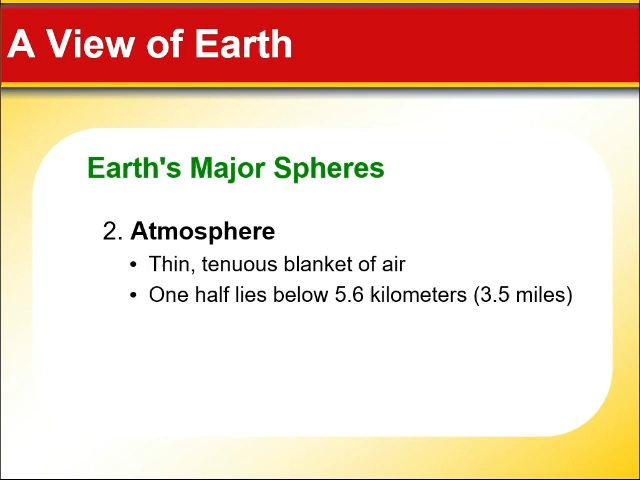 A View of Earth
Earth's Major Spheres
2. Atmosphere
• Thin, tenuous blanket of air
• One half lies below 5.6 kilometers (3.5 miles)